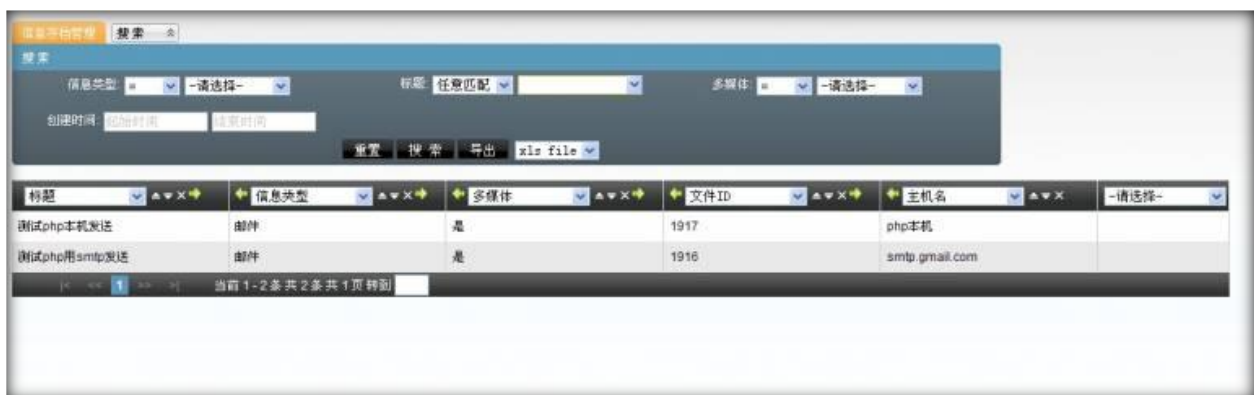 信息存档管理 搜索
搜索
信息类型: = -请选择- 标题: 任意匹配 多媒体: = -请选择-
创建时间: 起始时间 结束时间
重置 搜索 导出 xls file
标题 信息类型 多媒体 文件ID 主机名 -请选择-
测试php本机发送 邮件 是 1917 php本机
测试php用smtp发送 邮件 是 1916 smtp.gmail.com
|< << 1 >> >| 当前 1-2条 共2条 共1页 转到